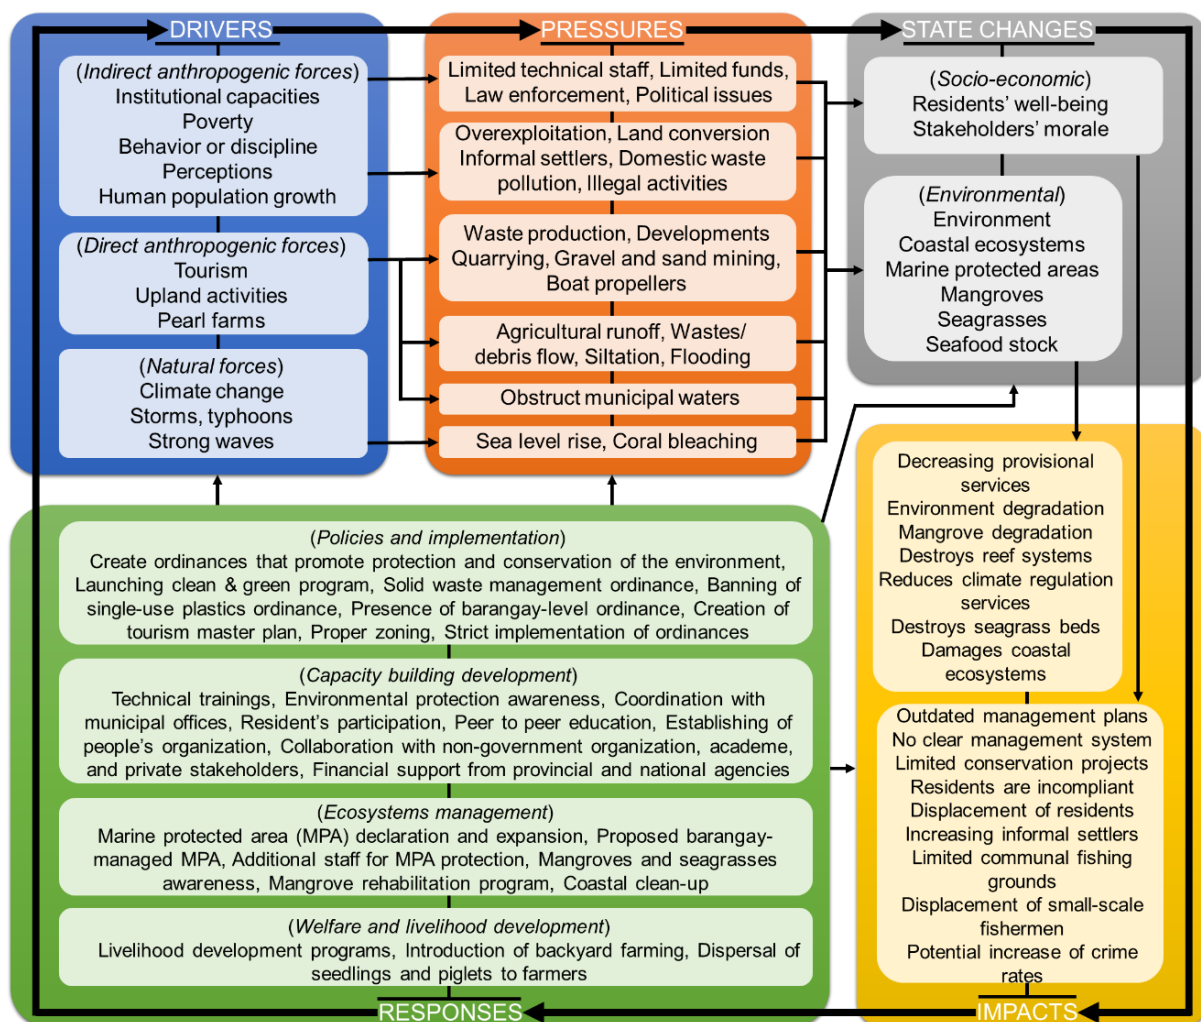 DRIVERS
(Indirect anthropogenic forces)
Institutional capacities
Poverty
Behavior or discipline
Perceptions
Human population growth
(Direct anthropogenic forces)
Tourism
Upland activities
Pearl farms
(Natural forces)
Climate change
Storms, typhoons
Strong waves
PRESSURES
Limited technical staff, Limited funds,
Law enforcement, Political issues
Overexploitation, Land conversion
Informal settlers, Domestic waste
pollution, Illegal activities
Waste production, Developments
Quarrying, Gravel and sand mining,
Boat propellers
Agricultural runoff, Wastes/
debris flow, Siltation, Flooding
Obstruct municipal waters
Sea level rise, Coral bleaching
STATE CHANGES
(Socio-economic)
Residents’ well-being
Stakeholders’ morale
(Environmental)
Environment
Coastal ecosystems
Marine protected areas
Mangroves
Seagrasses
Seafood stock
(Policies and implementation)
Create ordinances that promote protection and conservation of the environment,
Launching clean & green program, Solid waste management ordinance, Banning of
single-use plastics ordinance, Presence of barangay-level ordinance, Creation of
tourism master plan, Proper zoning, Strict implementation of ordinances
(Capacity building development)
Technical trainings, Environmental protection awareness, Coordination with
municipal offices, Resident’s participation, Peer to peer education, Establishing of
people’s organization, Collaboration with non-government organization, academe,
and private stakeholders, Financial support from provincial and national agencies
(Ecosystems management)
Marine protected area (MPA) declaration and expansion, Proposed barangay-
managed MPA, Additional staff for MPA protection, Mangroves and seagrasses
awareness, Mangrove rehabilitation program, Coastal clean-up
(Welfare and livelihood development)
Livelihood development programs, Introduction of backyard farming, Dispersal of
seedlings and piglets to farmers
RESPONSES
Decreasing provisional
services
Environment degradation
Mangrove degradation
Destroys reef systems
Reduces climate regulation
services
Destroys seagrass beds
Damages coastal
ecosystems
Outdated management plans
No clear management system
Limited conservation projects
Residents are incompliant
Displacement of residents
Increasing informal settlers
Limited communal fishing
grounds
Displacement of small-scale
fishermen
Potential increase of crime
rates
IMPACTS